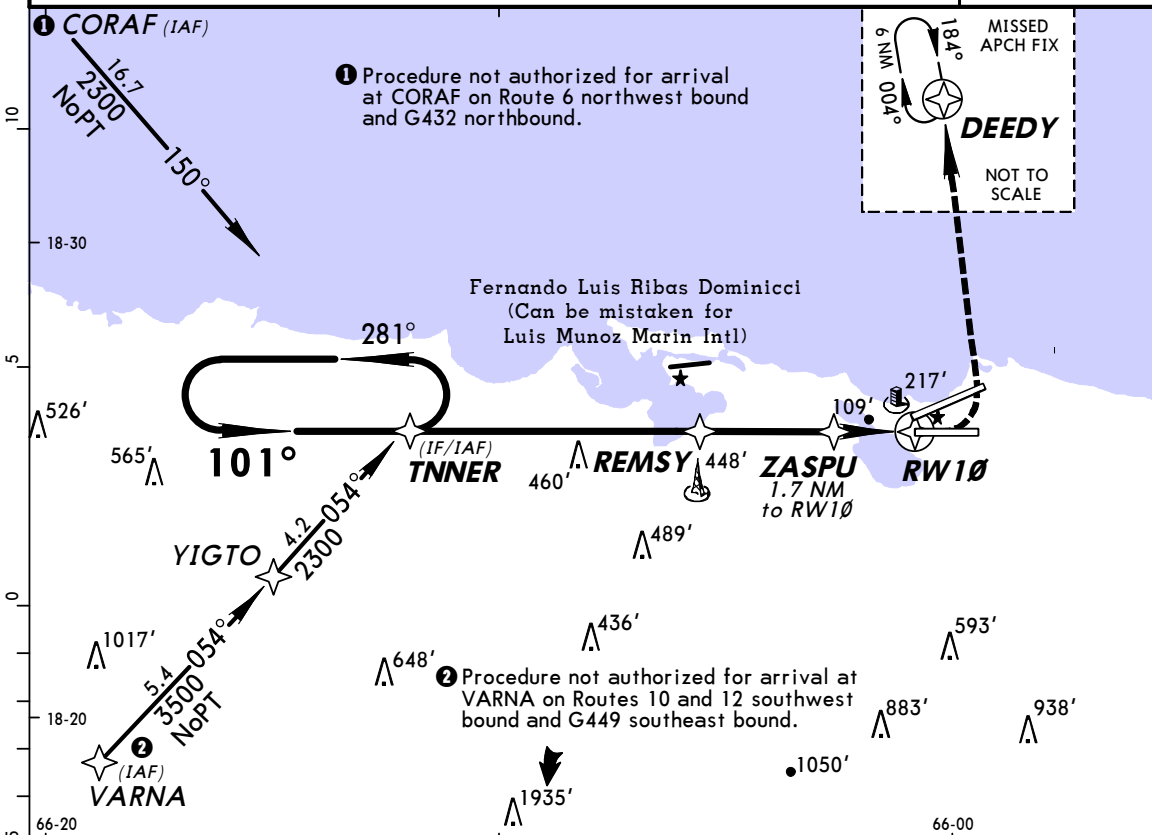 ❶ CORAF (IAF)
16.7
2300
NoPT
150°
❶ Procedure not authorized for arrival
at CORAF on Route 6 northwest bound
and G432 northbound.
MISSED
APCH FIX
184°
6 NM 004°
DEEDY
NOT TO
SCALE
10
18-30
Fernando Luis Ribas Dominicci
(Can be mistaken for
Luis Munoz Marin Intl)
281°
5
217'
109'
526'
565'
101°
(IF/IAF)
TNNER
460'
REMSY
448'
ZASPU
1.7 NM
to RW1Ø
RW1Ø
054°
4.2
2300
YIGTO
489'
0
1017'
054°
5.4
3500
NoPT
436'
593'
648'
❷ Procedure not authorized for arrival at
VARNA on Routes 10 and 12 southwest
bound and G449 southeast bound.
883'
938'
18-20
❷
(IAF)
VARNA
1050'
1935'
66-20
66-00